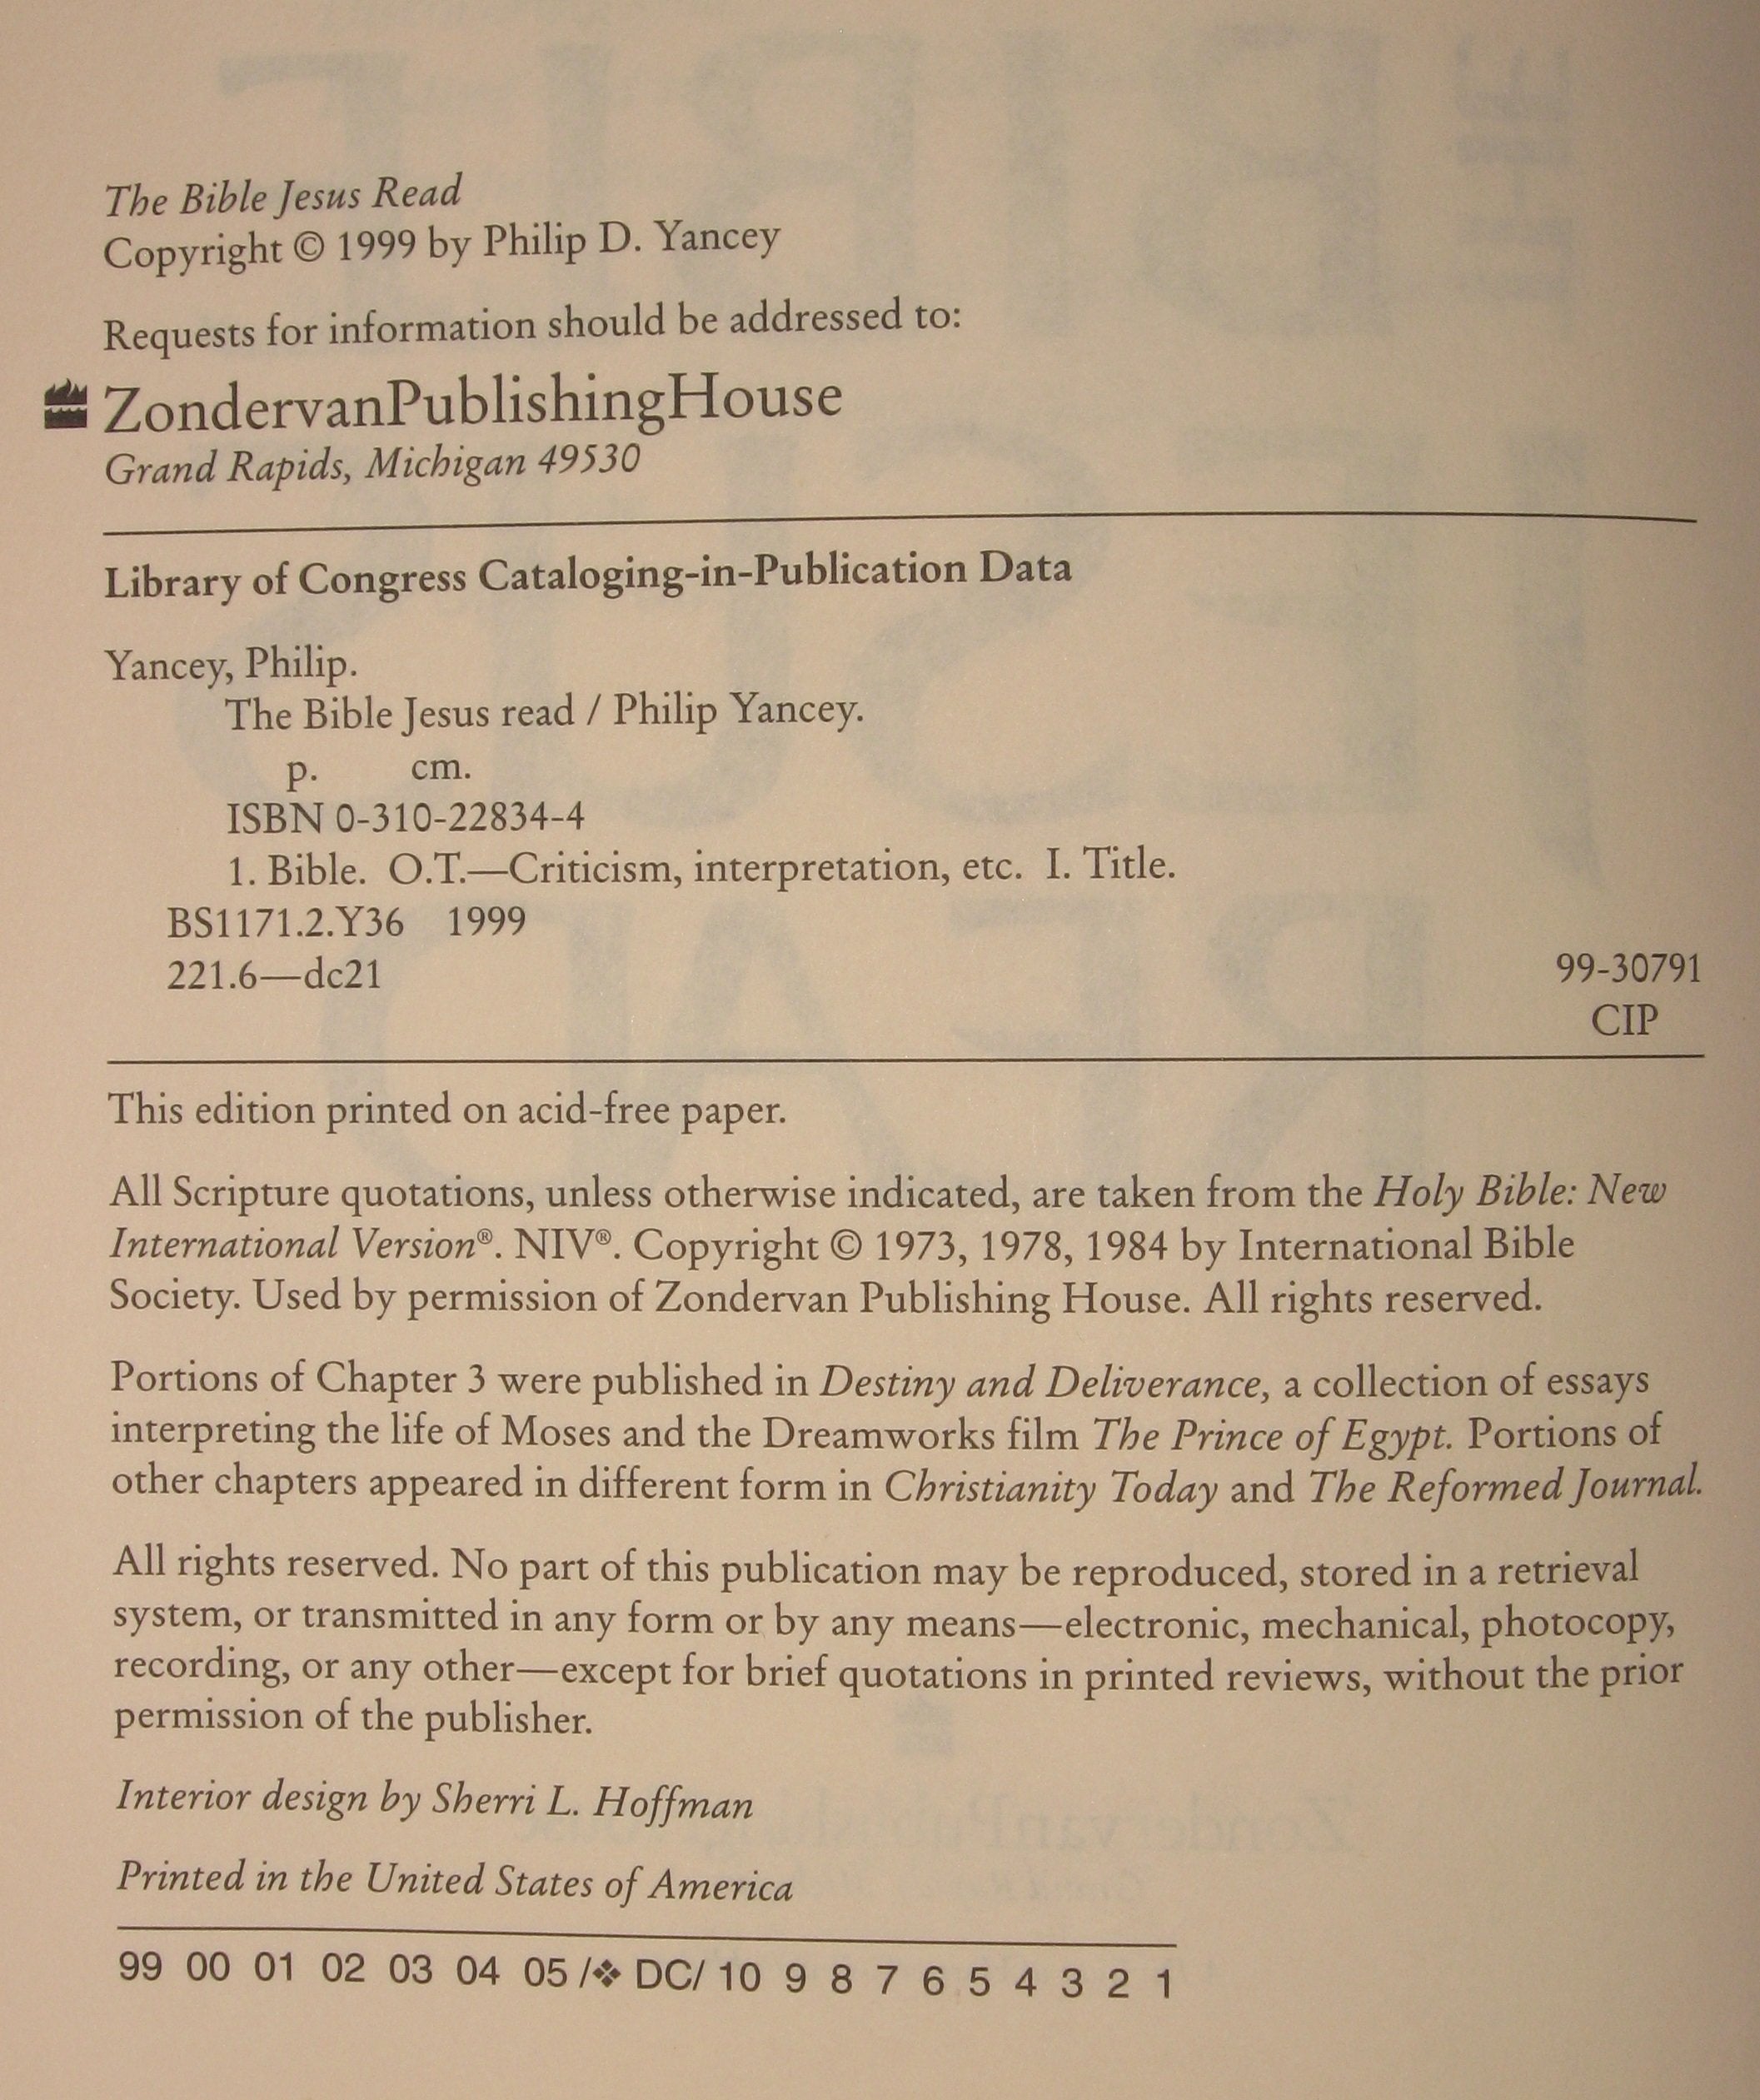 The Bible Jesus Read
Copyright © 1999 by Philip D. Yancey
Requests for information should be addressed to:
ZondervanPublishingHouse
Grand Rapids, Michigan 49530
Library of Congress Cataloging-in-Publication Data
Yancey, Philip.
The Bible Jesus read / Philip Yancey.
p. cm.
ISBN 0-310-22834-4
1. Bible. O.T.—Criticism, interpretation, etc. I. Title.
BS1171.2.Y36 1999
221.6—dc21 99-30791
CIP
This edition printed on acid-free paper.
All Scripture quotations, unless otherwise indicated, are taken from the Holy Bible: New
International Version®. NIV®. Copyright © 1973, 1978, 1984 by International Bible
Society. Used by permission of Zondervan Publishing House. All rights reserved.
Portions of Chapter 3 were published in Destiny and Deliverance, a collection of essays
interpreting the life of Moses and the Dreamworks film The Prince of Egypt. Portions of
other chapters appeared in different form in Christianity Today and The Reformed Journal.
All rights reserved. No part of this publication may be reproduced, stored in a retrieval
system, or transmitted in any form or by any means—electronic, mechanical, photocopy,
recording, or any other—except for brief quotations in printed reviews, without the prior
permission of the publisher.
Interior design by Sherri L. Hoffman
Printed in the United States of America
99 00 01 02 03 04 05 /❖ DC/ 10 9 8 7 6 5 4 3 2 1